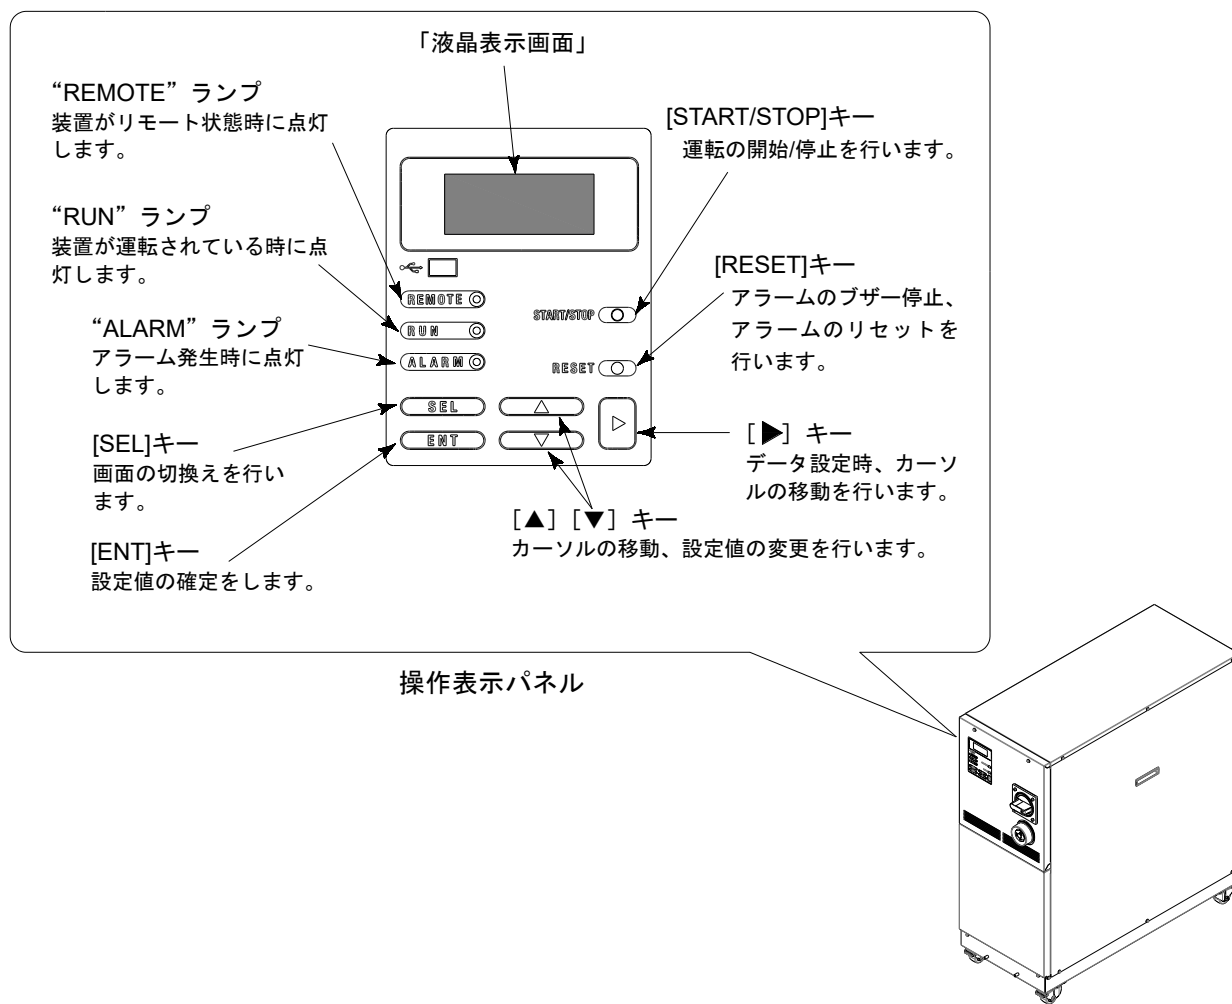 「液晶表示画面」
“REMOTE” ランプ
装置がリモート状態時に点灯
します。
“RUN” ランプ
装置が運転されている時に点
灯します。
“ALARM” ランプ
アラーム発生時に点灯
します。
[SEL]キー
画面の切換えを行い
ます。
[ENT]キー
設定値の確定をします。
REMOTE
RUN
ALARM
SEL
ENT
START/STOP
RESET
△
▽
▷
[START/STOP]キー
運転の開始/停止を行います。
[RESET]キー
アラームのブザー停止、
アラームのリセットを
行います。
［▶］キー
データ設定時、カーソ
ルの移動を行います。
［▲］［▼］キー
カーソルの移動、設定値の変更を行います。
操作表示パネル